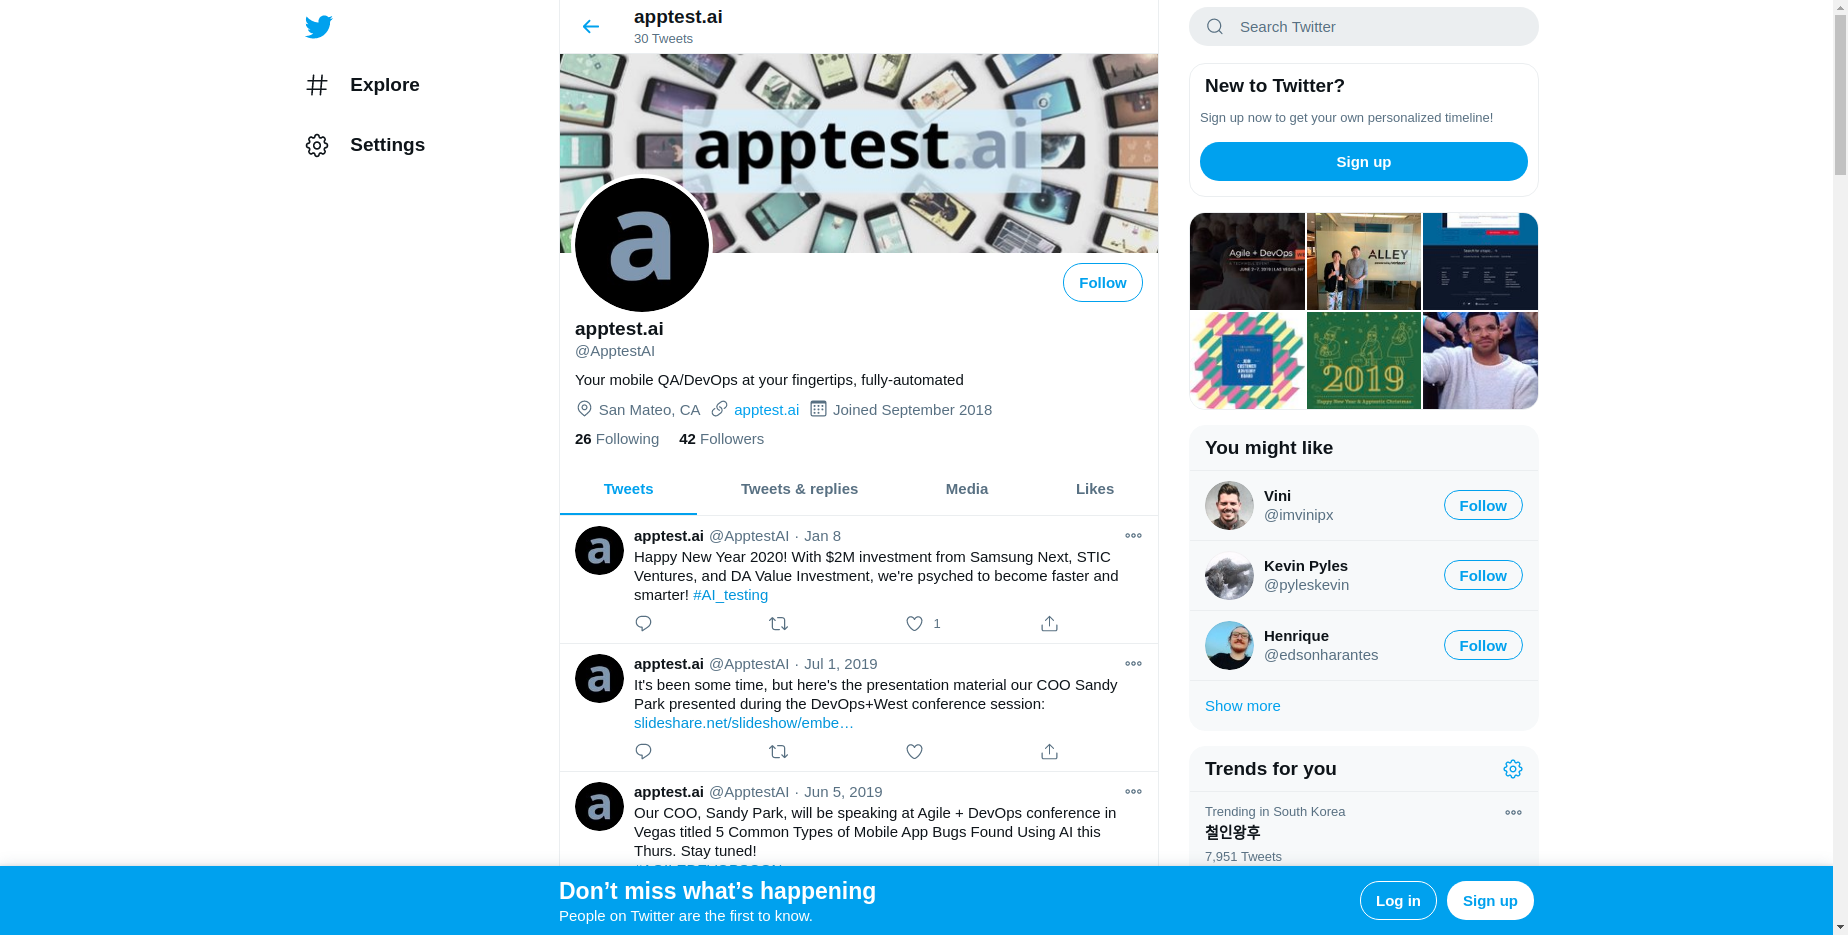 apptest.ai
30 Tweets
Explore
Settings
apptest.ai
a
Follow
apptest.ai
@ApptestAI
Your mobile QA/DevOps at your fingertips, fully-automated
San Mateo, CA apptest.ai Joined September 2018
26 Following 42 Followers
Tweets Tweets & replies Media Likes
a
apptest.ai @ApptestAI · Jan 8
Happy New Year 2020! With $2M investment from Samsung Next, STIC
Ventures, and DA Value Investment, we're psyched to become faster and
smarter! #AI_testing
1
a
apptest.ai @ApptestAI · Jul 1, 2019
It's been some time, but here's the presentation material our COO Sandy
Park presented during the DevOps+West conference session:
slideshare.net/slideshow/embe…
a
apptest.ai @ApptestAI · Jun 5, 2019
Our COO, Sandy Park, will be speaking at Agile + DevOps conference in
Vegas titled 5 Common Types of Mobile App Bugs Found Using AI this
Thurs. Stay tuned!
Search Twitter
New to Twitter?
Sign up now to get your own personalized timeline!
Sign up
Agile + DevOps
ALLEY
JOIN
CUSTOMER
ADVISORY
BOARD
2019
Happy New Year & Apptastic Christmas
You might like
Vini
@imvinipx
Follow
Kevin Pyles
@pyleskevin
Follow
Henrique
@edsonharantes
Follow
Show more
Trends for you
Trending in South Korea
철인왕후
7,951 Tweets
Don’t miss what’s happening
People on Twitter are the first to know.
Log in
Sign up